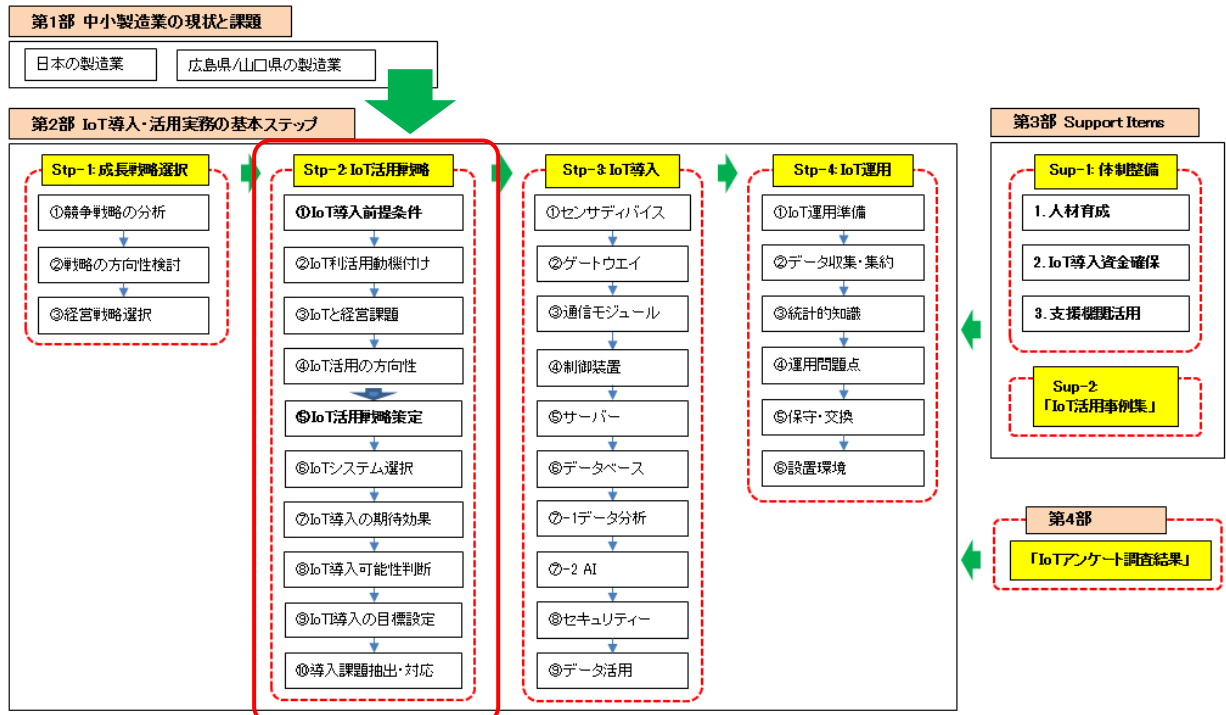 第1部 中小製造業の現状と課題
日本の製造業
広島県/山口県の製造業
第2部 IoT導入・活用実務の基本ステップ
Stp-1:成長戦略選択
①競争戦略の分析
②戦略の方向性検討
③経営戦略選択
Stp-2:IoT活用戦略
①IoT導入前提条件
②IoT利活用動機付け
③IoTと経営課題
④IoT活用の方向性
⑤IoT活用戦略策定
⑥IoTシステム選択
⑦IoT導入の期待効果
⑧IoT導入可能性判断
⑨IoT導入の目標設定
⑩導入課題抽出・対応
Stp-3:IoT導入
①センサデバイス
②ゲートウエイ
③通信モジュール
④制御装置
⑤サーバー
⑥データベース
⑦-1データ分析
⑦-2 AI
⑧セキュリティー
⑨データ活用
Stp-4:IoT運用
①IoT運用準備
②データ収集・集約
③統計的知識
④運用問題点
⑤保守・交換
⑥設置環境
第3部 Support Items
Sup-1:体制整備
1.人材育成
2.IoT導入資金確保
3.支援機関活用
Sup-2:
「IoT活用事例集」
第4部
「IoTアンケート調査結果」